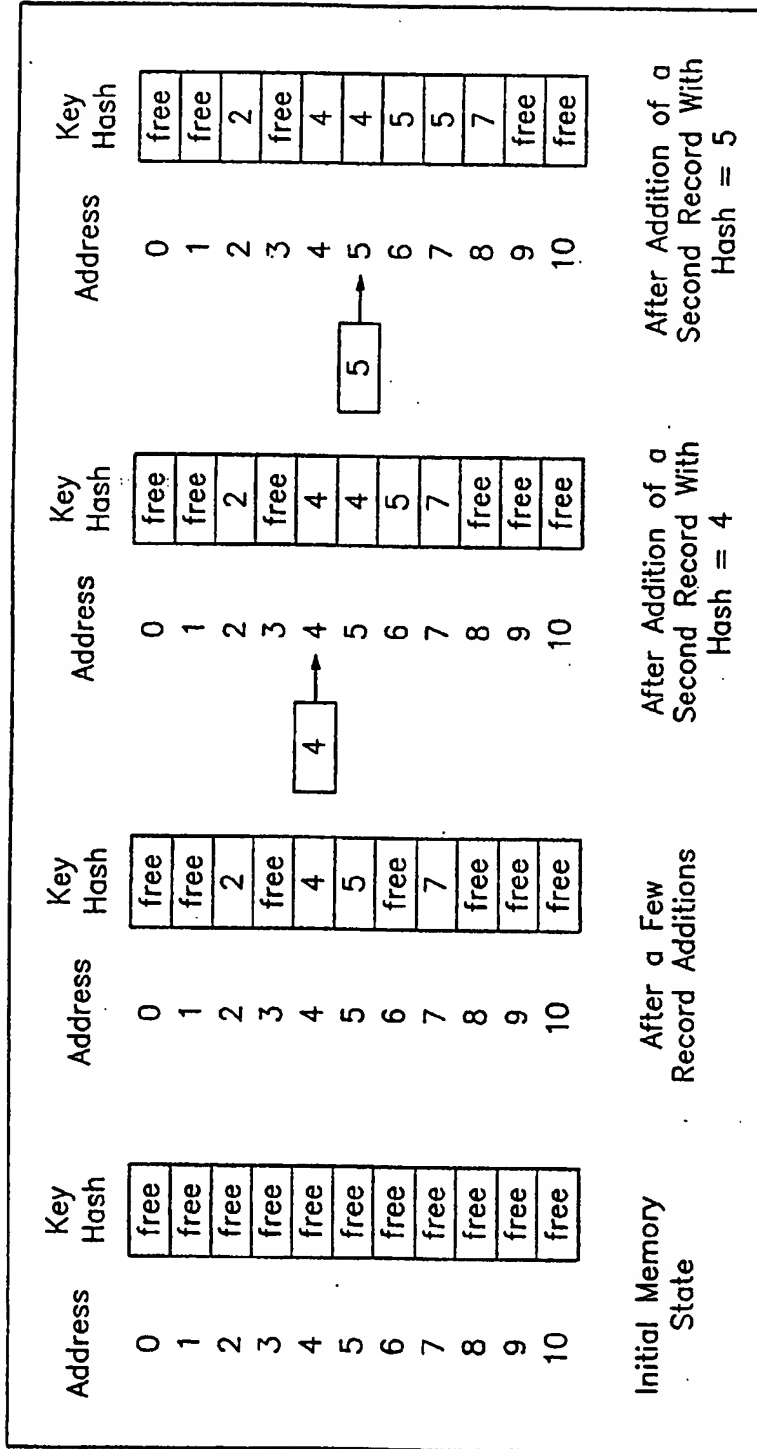 Address Key Hash
0 free
1 free
2 free
3 free
4 free
5 free
6 free
7 free
8 free
9 free
10 free
Initial Memory
State
Address Key Hash
0 free
1 free
2 2
3 free
4 4
5 5
6 free
7 7
8 free
9 free
10 free
After a Few
Record Additions
4
Address Key Hash
0 free
1 free
2 2
3 free
4 4
5 4
6 5
7 7
8 free
9 free
10 free
After Addition of a
Second Record With
Hash = 4
5
Address Key Hash
0 free
1 free
2 2
3 free
4 4
5 4
6 5
7 5
8 7
9 free
10 free
After Addition of a
Second Record With
Hash = 5